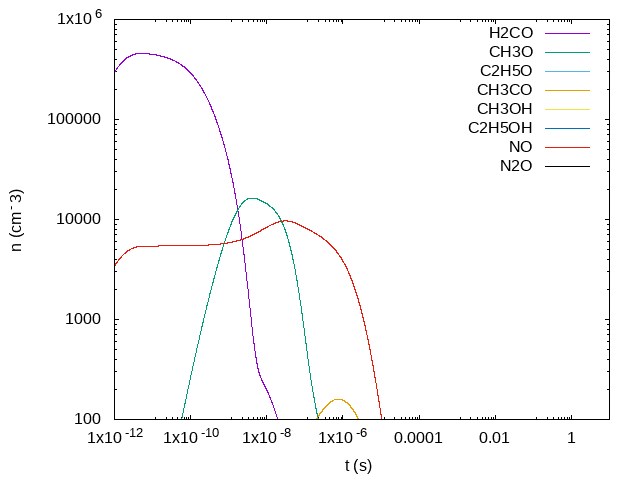 1x10^6
100000
10000
1000
100
1x10^-12
1x10^-10
1x10^-8
1x10^-6
0.0001
0.01
1
n (cm^-3)
t (s)
H2CO
CH3O
C2H5O
CH3CO
CH3OH
C2H5OH
NO
N2O